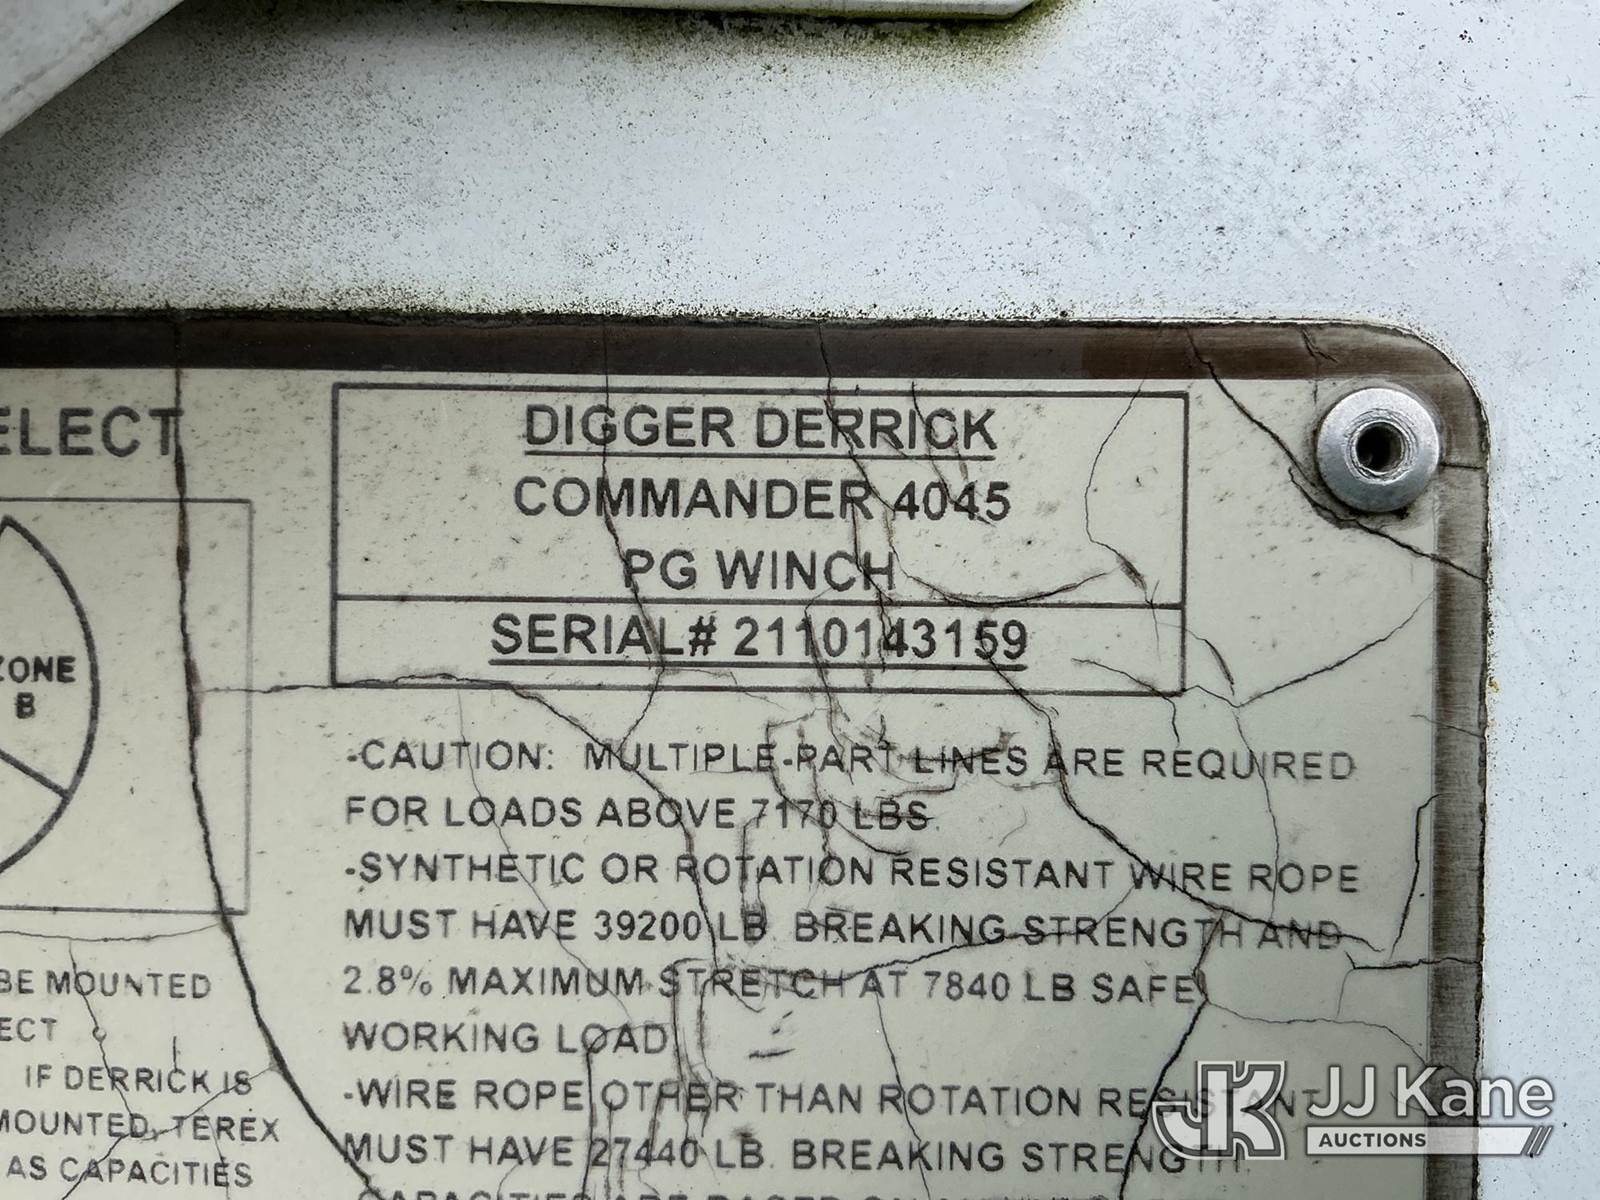 ELECT
DIGGER DERRICK
COMMANDER 4045
PG WINCH
SERIAL# 2110143159
ZONE
B
-CAUTION: MULTIPLE-PART LINES ARE REQUIRED
FOR LOADS ABOVE 7170 LBS.
-SYNTHETIC OR ROTATION RESISTANT WIRE ROPE
MUST HAVE 39200 LB. BREAKING STRENGTH AND
2.8% MAXIMUM STRETCH AT 7840 LB SAFE
WORKING LOAD
-WIRE ROPE OTHER THAN ROTATION RESISTANT
MUST HAVE 27440 LB. BREAKING STRENGTH.
BE MOUNTED
ECT
IF DERRICK IS
MOUNTED, TEREX
AS CAPACITIES
JK JJ Kane
AUCTIONS